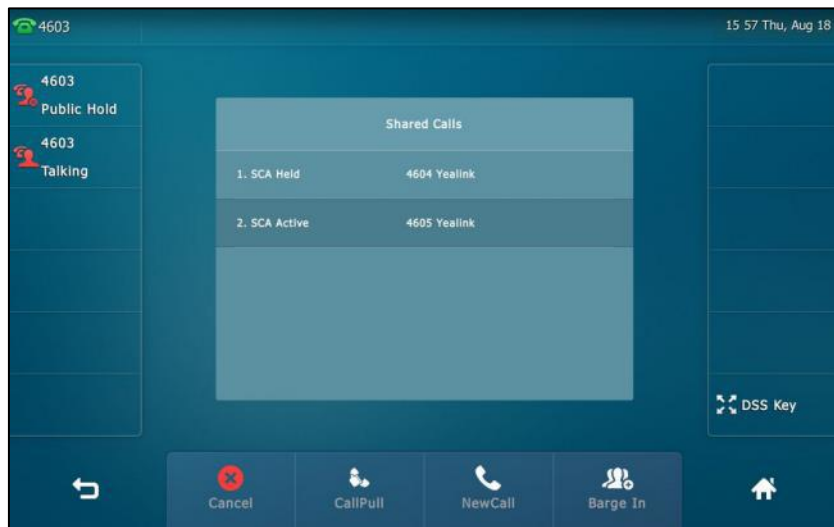 4603
15 57 Thu, Aug 18
4603
Public Hold
4603
Talking
Shared Calls
1. SCA Held 4604 Yealink
2. SCA Active 4605 Yealink
DSS Key
Cancel CallPull NewCall Barge In